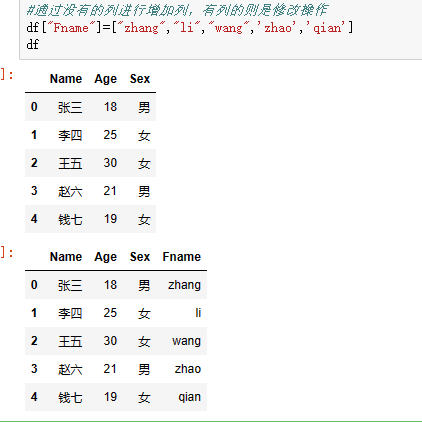 #通过没有的列进行增加列，有列的则是修改操作
df["Fname"]=["zhang","li","wang",'zhao','qian']
df
]:
Name Age Sex
0 张三 18 男
1 李四 25 女
2 王五 30 女
3 赵六 21 男
4 钱七 19 女
]:
Name Age Sex Fname
0 张三 18 男 zhang
1 李四 25 女 li
2 王五 30 女 wang
3 赵六 21 男 zhao
4 钱七 19 女 qian